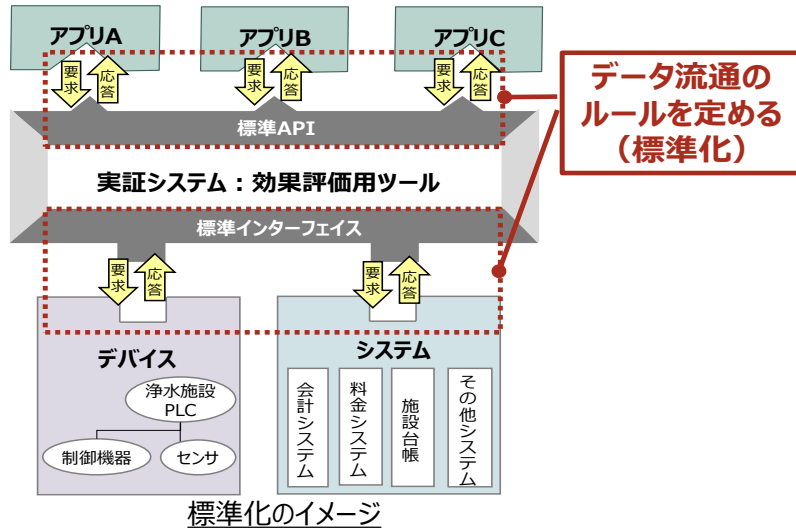 アプリA
アプリB
アプリC
要求
応答
要求
応答
要求
応答
標準API
データ流通の
ルールを定める
（標準化）
実証システム：効果評価用ツール
標準インターフェイス
要求
応答
要求
応答
デバイス
浄水施設
PLC
制御機器
センサ
システム
会計システム
料金システム
施設台帳
その他システム
標準化のイメージ